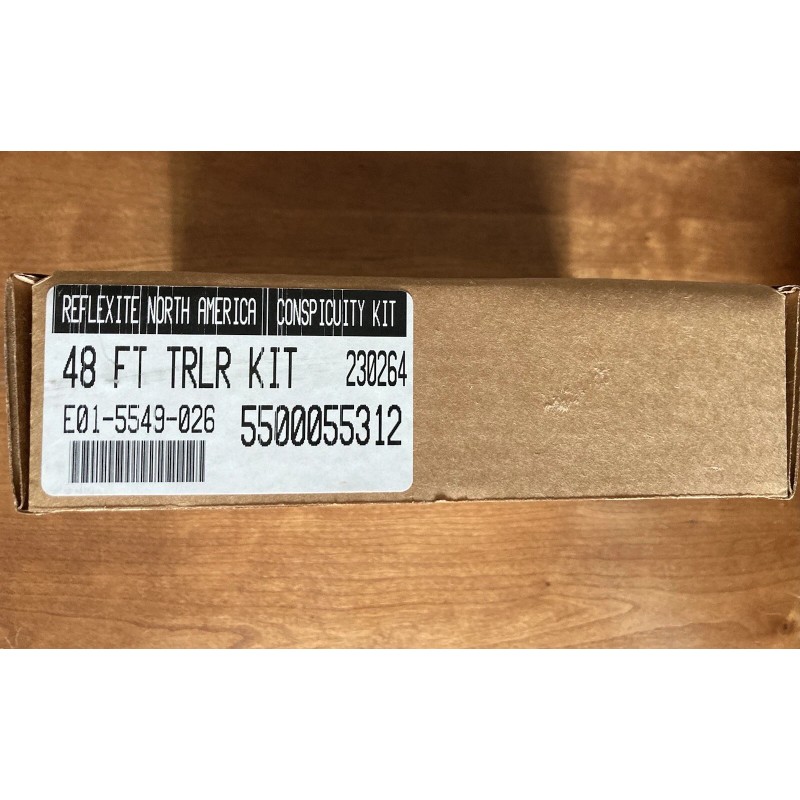 REFLEXITE NORTH AMERICA CONSPICUITY KIT
48 FT TRLR KIT 230264
E01-5549-026 5500055312